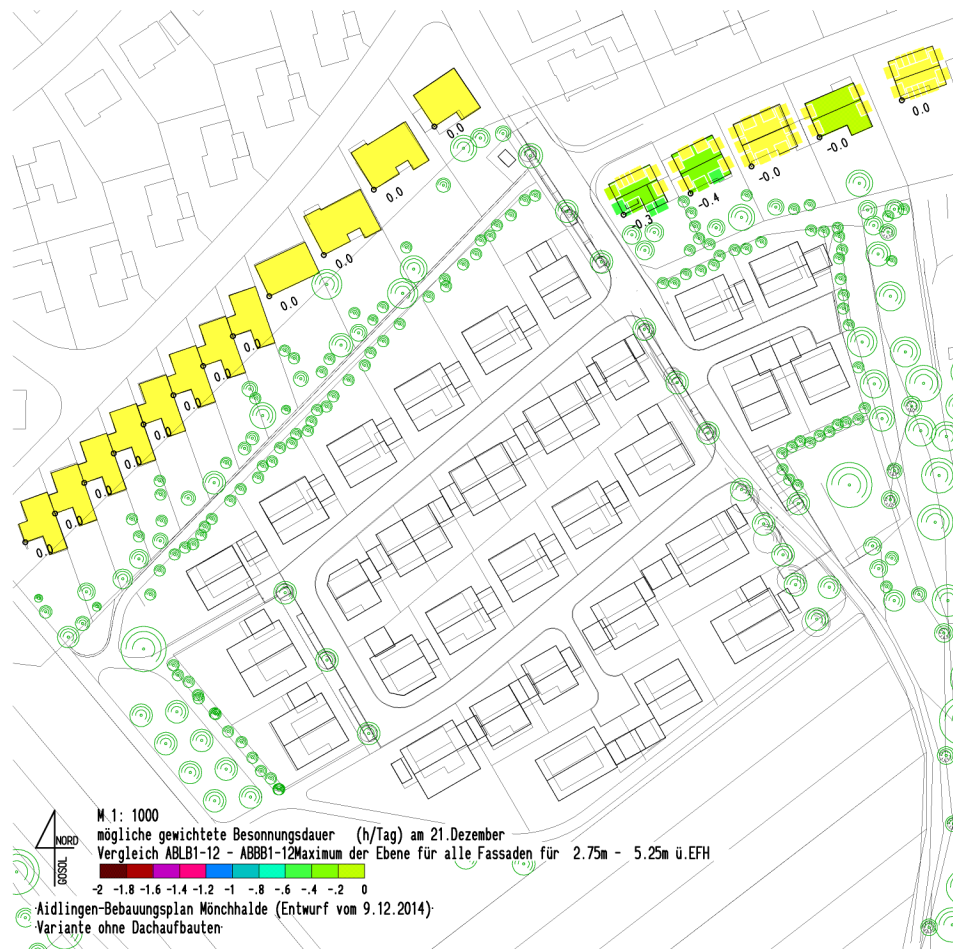 0.0
0.0
0.0
0.0
0.0
0.0
0.0
0.0
0.0
0.0
0.0
-0.3
-0.4
-0.0
-0.0
0.0
M 1: 1000
mögliche gewichtete Besonnungsdauer (h/Tag) am 21.Dezember
Vergleich ABLB1-12 - ABBB1-12Maximum der Ebene für alle Fassaden für 2.75m - 5.25m ü.EFH
-2 -1.8 -1.6 -1.4 -1.2 -1 -.8 -.6 -.4 -.2 0
NORD
GOSOL
Aidlingen-Bebauungsplan Mönchhalde (Entwurf vom 9.12.2014)
Variante ohne Dachaufbauten